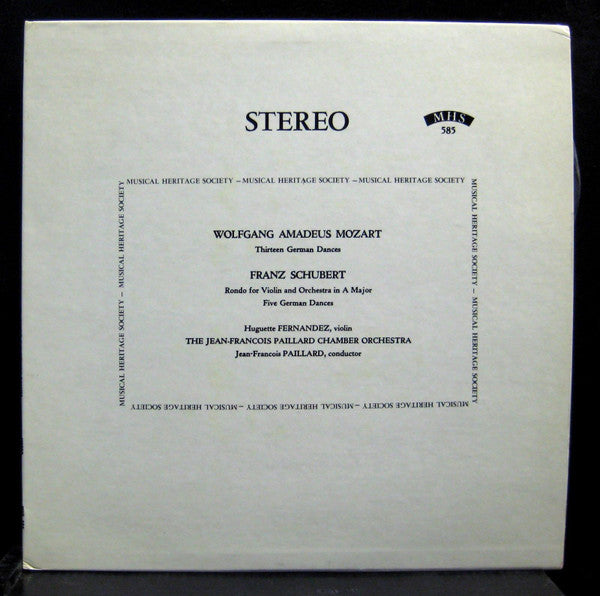 STEREO
MHS
585
MUSICAL HERITAGE SOCIETY – MUSICAL HERITAGE SOCIETY – MUSICAL HERITAGE SOCIETY
MUSICAL HERITAGE SOCIETY – MUSICAL HERITAGE SOCIETY
WOLFGANG AMADEUS MOZART
Thirteen German Dances
FRANZ SCHUBERT
Rondo for Violin and Orchestra in A Major
Five German Dances
Huguette FERNANDEZ, violin
THE JEAN-FRANCOIS PAILLARD CHAMBER ORCHESTRA
Jean-Francois PAILLARD, conductor
MUSICAL HERITAGE SOCIETY – MUSICAL HERITAGE SOCIETY
MUSICAL HERITAGE SOCIETY – MUSICAL HERITAGE SOCIETY – MUSICAL HERITAGE SOCIETY